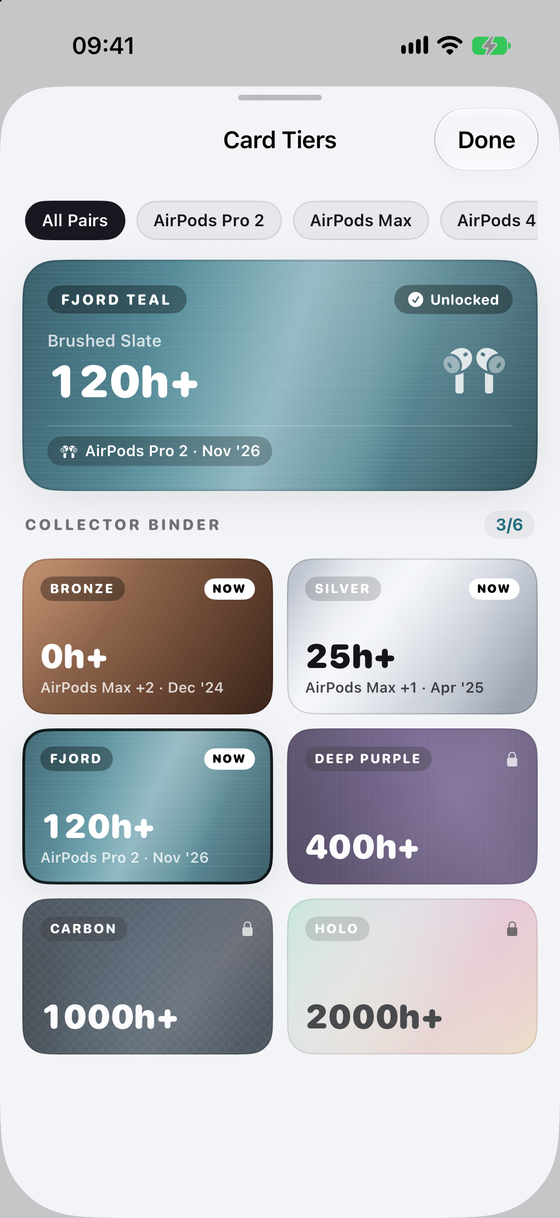 09:41
Card Tiers
Done
All Pairs
AirPods Pro 2
AirPods Max
AirPods 4
FJORD TEAL
Unlocked
Brushed Slate
120h+
AirPods Pro 2 · Nov '26
COLLECTOR BINDER
3/6
BRONZE
NOW
0h+
AirPods Max +2 · Dec '24
SILVER
NOW
25h+
AirPods Max +1 · Apr '25
FJORD
NOW
120h+
AirPods Pro 2 · Nov '26
DEEP PURPLE
400h+
CARBON
1000h+
HOLO
2000h+